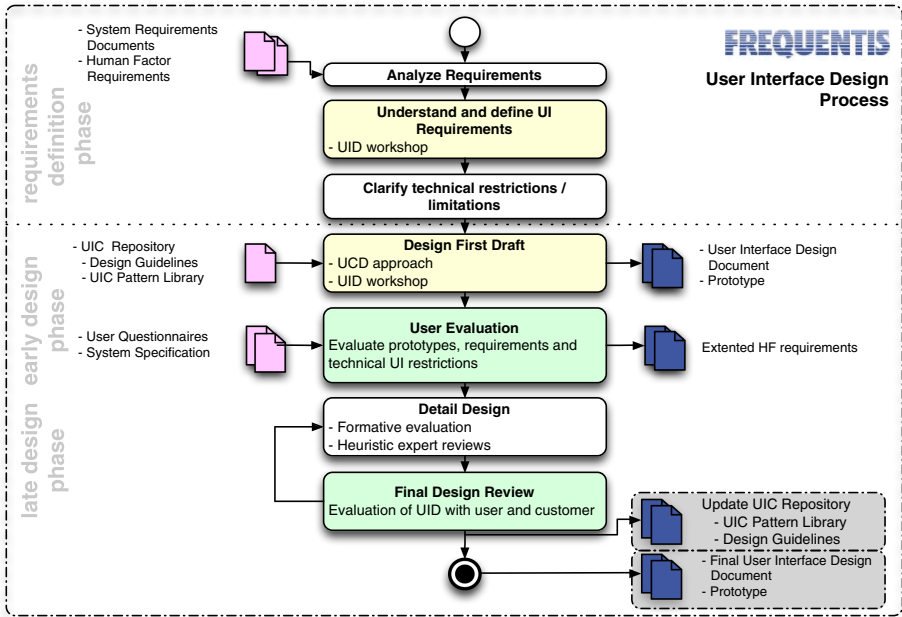 FREQUENTIS
User Interface Design
Process
requirements
definition
phase
- System Requirements
Documents
- Human Factor
Requirements
Analyze Requirements
Understand and define UI
Requirements
- UID workshop
Clarify technical restrictions /
limitations
early design
phase
- UIC Repository
- Design Guidelines
- UIC Pattern Library
Design First Draft
- UCD approach
- UID workshop
- User Interface Design
Document
- Prototype
- User Questionnaires
- System Specification
User Evaluation
Evaluate prototypes, requirements and
technical UI restrictions
Extented HF requirements
late design
phase
Detail Design
- Formative evaluation
- Heuristic expert reviews
Final Design Review
Evaluation of UID with user and customer
Update UIC Repository
- UIC Pattern Library
- Design Guidelines
- Final User Interface Design
Document
- Prototype